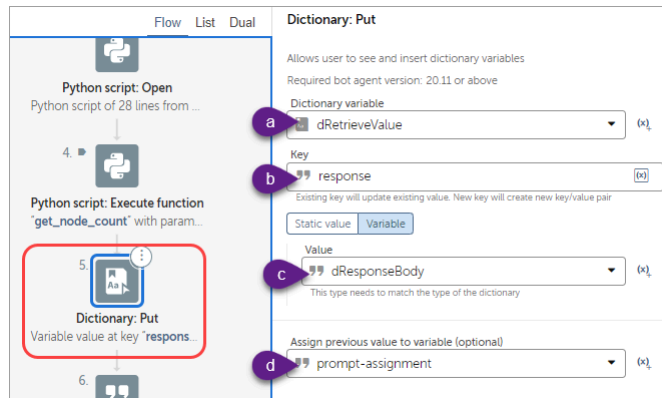 Flow List Dual
Python script: Open
Python script of 28 lines from ...
4.
Python script: Execute function
"get_node_count" with param...
5.
Aa
Dictionary: Put
Variable value at key "respons...
6.
Dictionary: Put
Allows user to see and insert dictionary variables
Required bot agent version: 20.11 or above
Dictionary variable
a
dRetrieveValue
(x)
Key
b
response
(x)
Existing key will update existing value. New key will create new key/value pair
Static value Variable
Value
c
dResponseBody
(x)
This type needs to match the type of the dictionary
Assign previous value to variable (optional)
d
prompt-assignment
(x)